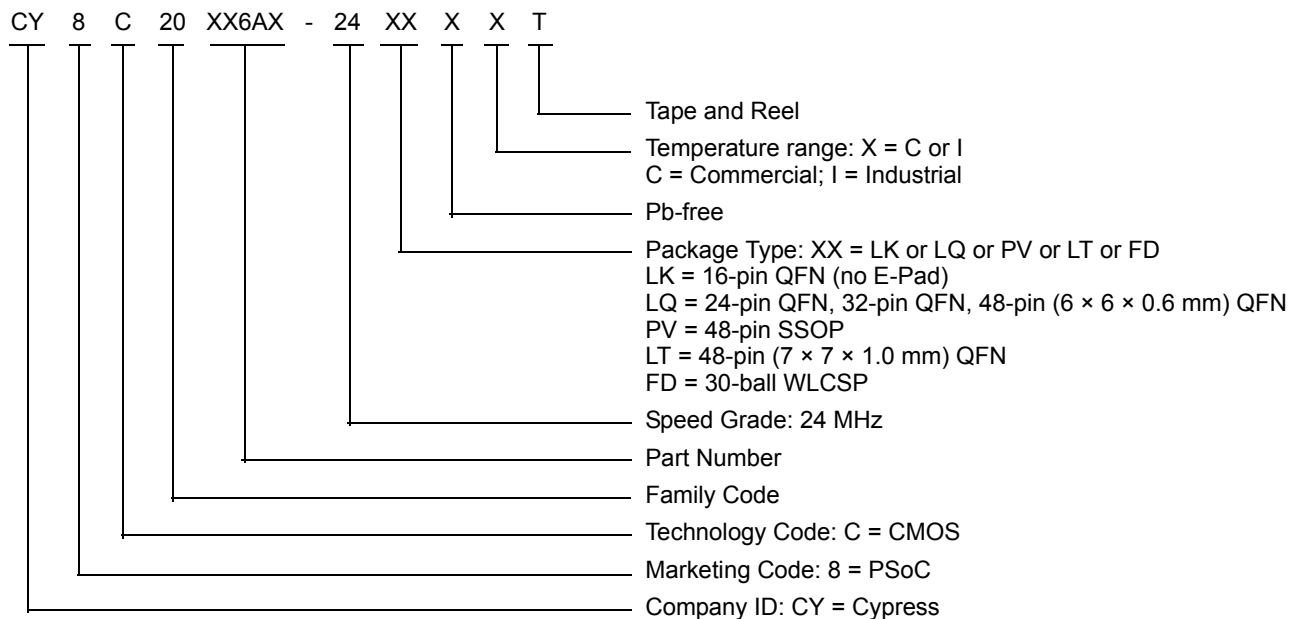 CY 8 C 20 XX6AX - 24 XX X X T
Tape and Reel
Temperature range: X = C or I
C = Commercial; I = Industrial
Pb-free
Package Type: XX = LK or LQ or PV or LT or FD
LK = 16-pin QFN (no E-Pad)
LQ = 24-pin QFN, 32-pin QFN, 48-pin (6 × 6 × 0.6 mm) QFN
PV = 48-pin SSOP
LT = 48-pin (7 × 7 × 1.0 mm) QFN
FD = 30-ball WLCSP
Speed Grade: 24 MHz
Part Number
Family Code
Technology Code: C = CMOS
Marketing Code: 8 = PSoC
Company ID: CY = Cypress